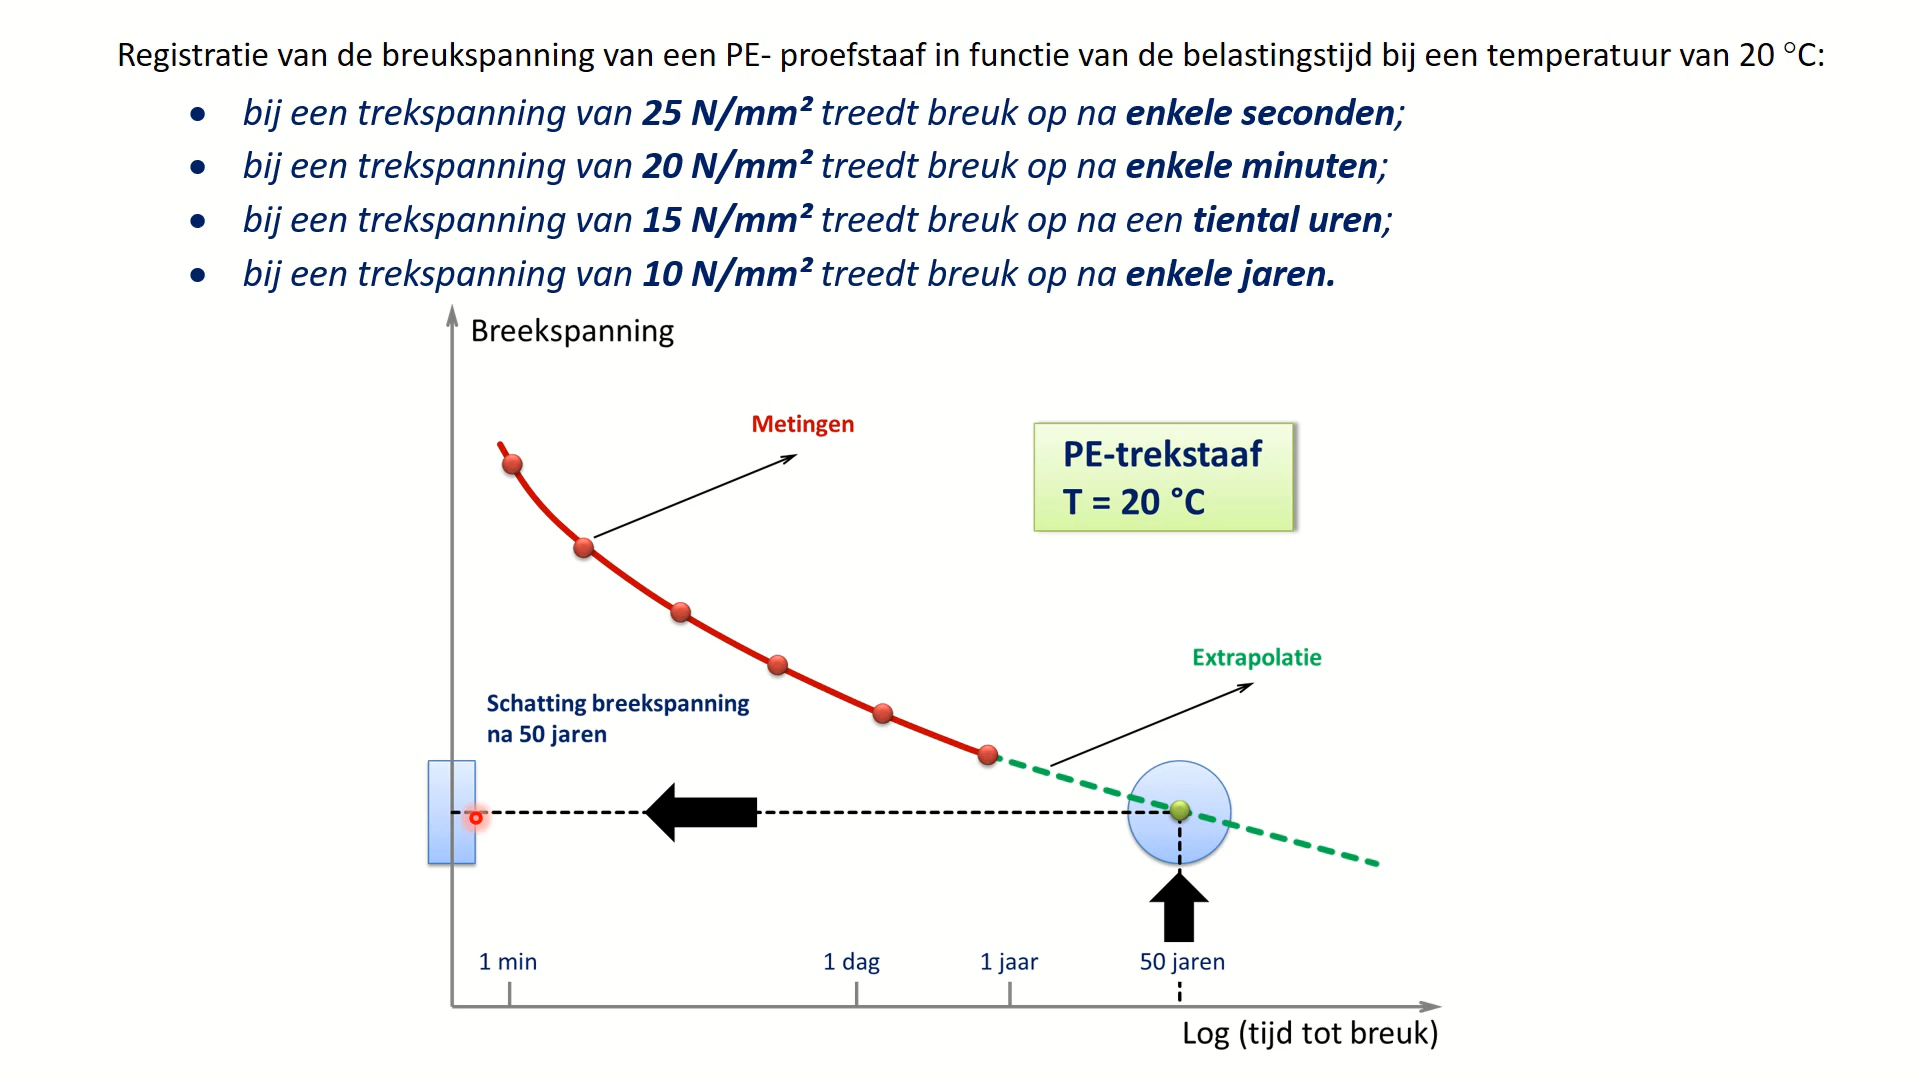 Registratie van de breukspanning van een PE- proefstaaf in functie van de belastingstijd bij een temperatuur van 20 °C:
• bij een trekspanning van 25 N/mm² treedt breuk op na enkele seconden;
• bij een trekspanning van 20 N/mm² treedt breuk op na enkele minuten;
• bij een trekspanning van 15 N/mm² treedt breuk op na een tiental uren;
• bij een trekspanning van 10 N/mm² treedt breuk op na enkele jaren.
Breekspanning
Metingen
PE-trekstaaf
T = 20 °C
Extrapolatie
Schatting breekspanning
na 50 jaren
1 min
1 dag
1 jaar
50 jaren
Log (tijd tot breuk)